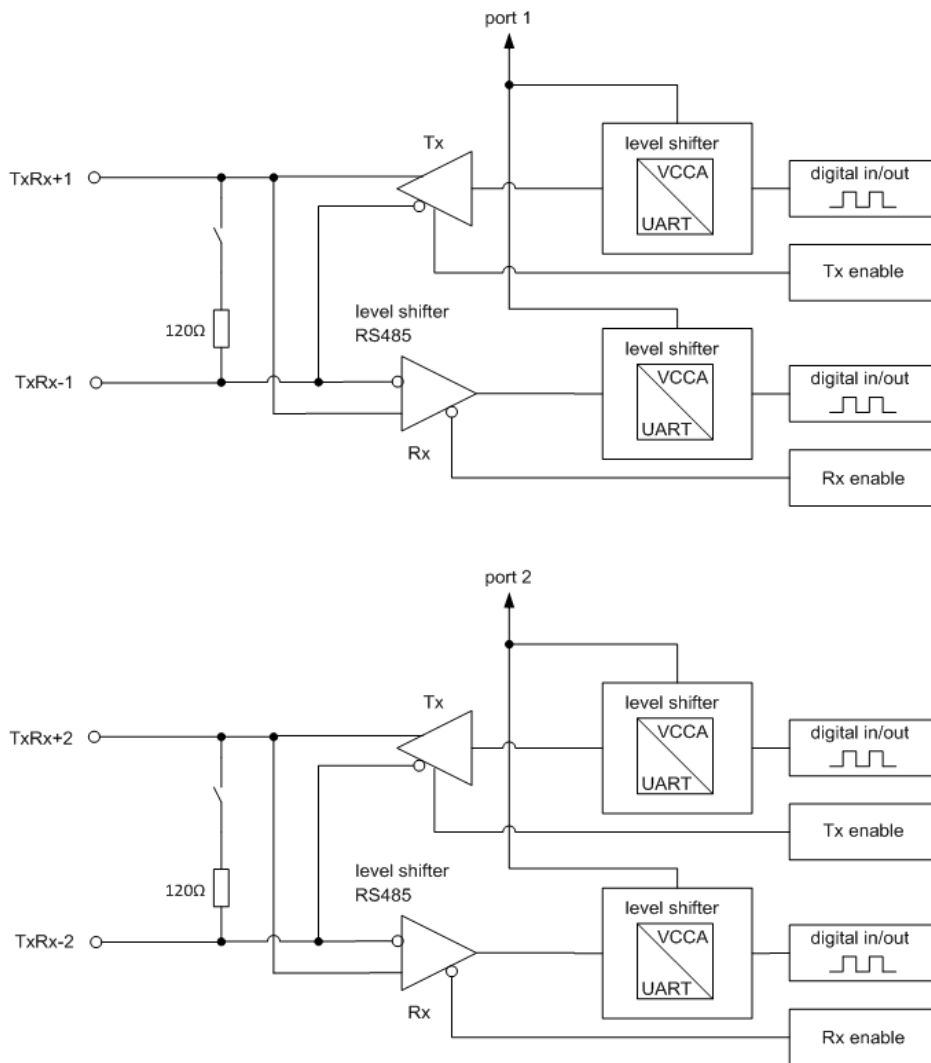 port 1
Tx
level shifter
VCCA
UART
digital in/out
TxRx+1
Tx enable
120Ω
level shifter
RS485
level shifter
VCCA
UART
digital in/out
TxRx-1
Rx
Rx enable
port 2
Tx
level shifter
VCCA
UART
digital in/out
TxRx+2
Tx enable
120Ω
level shifter
RS485
level shifter
VCCA
UART
digital in/out
TxRx-2
Rx
Rx enable